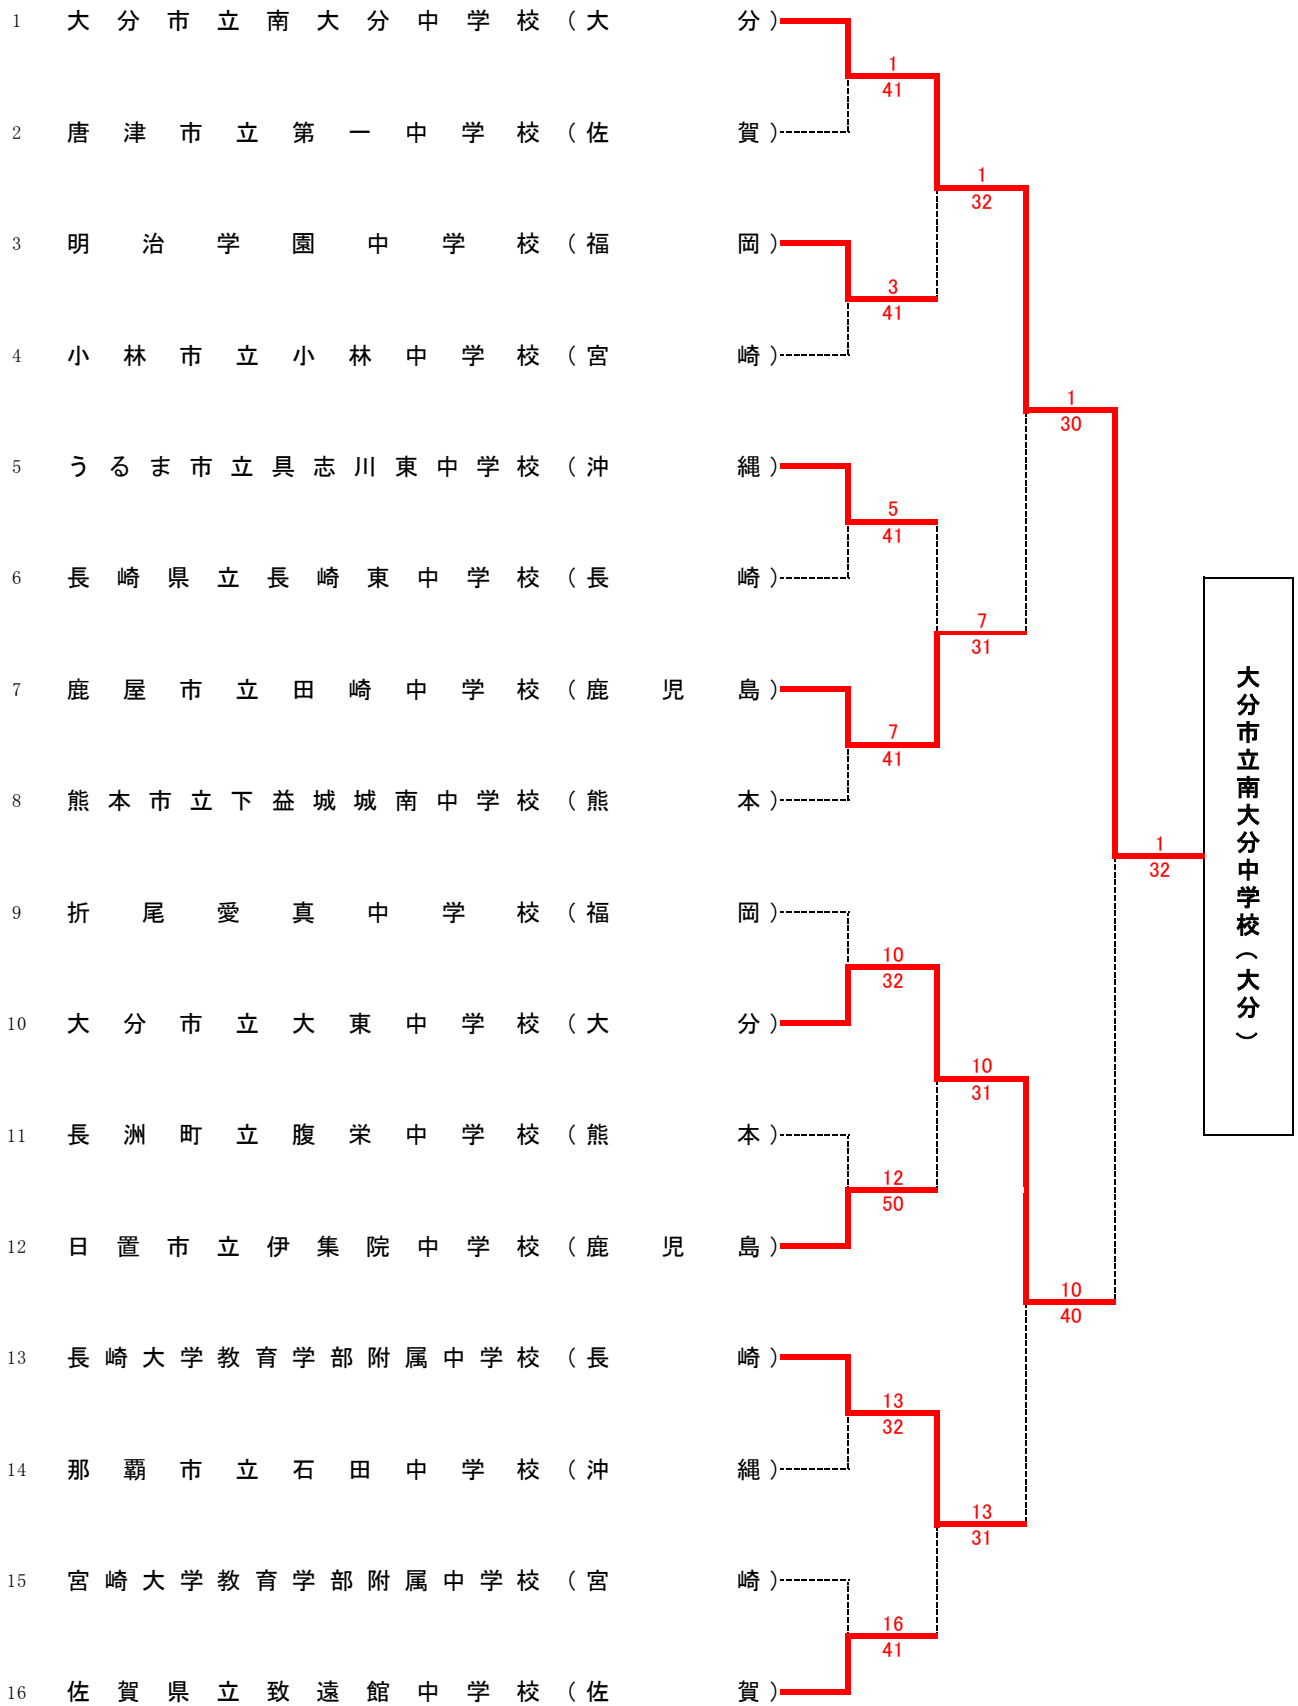 1 大分市立南大分中学校（大分）
1
41
2 唐津市立第一中学校（佐賀）
1
32
3 明治学園中学校（福岡）
3
41
4 小林市立小林中学校（宮崎）
1
30
5 うるま市立具志川東中学校（沖縄）
5
41
6 長崎県立長崎東中学校（長崎）
7
31
7 鹿屋市立田崎中学校（鹿児島）
7
41
8 熊本市立下益城城南中学校（熊本）
1
32
大分市立南大分中学校（大分）
9 折尾愛真中学校（福岡）
10
32
10 大分市立大東中学校（大分）
10
31
11 長洲町立腹栄中学校（熊本）
12
50
12 日置市立伊集院中学校（鹿児島）
10
40
13 長崎大学教育学部附属中学校（長崎）
13
32
14 那覇市立石田中学校（沖縄）
13
31
15 宮崎大学教育学部附属中学校（宮崎）
16
41
16 佐賀県立致遠館中学校（佐賀）